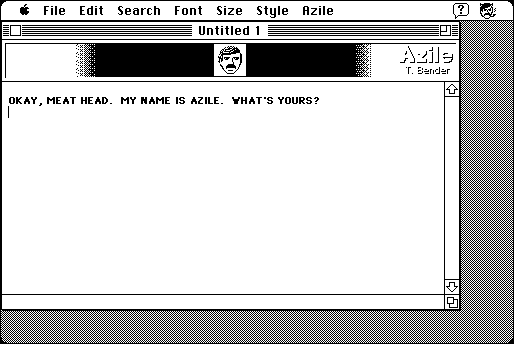 File Edit Search Font Size Style Azile
Untitled 1
Azile
T. Bender
OKAY, MEAT HEAD. MY NAME IS AZILE. WHAT'S YOURS?